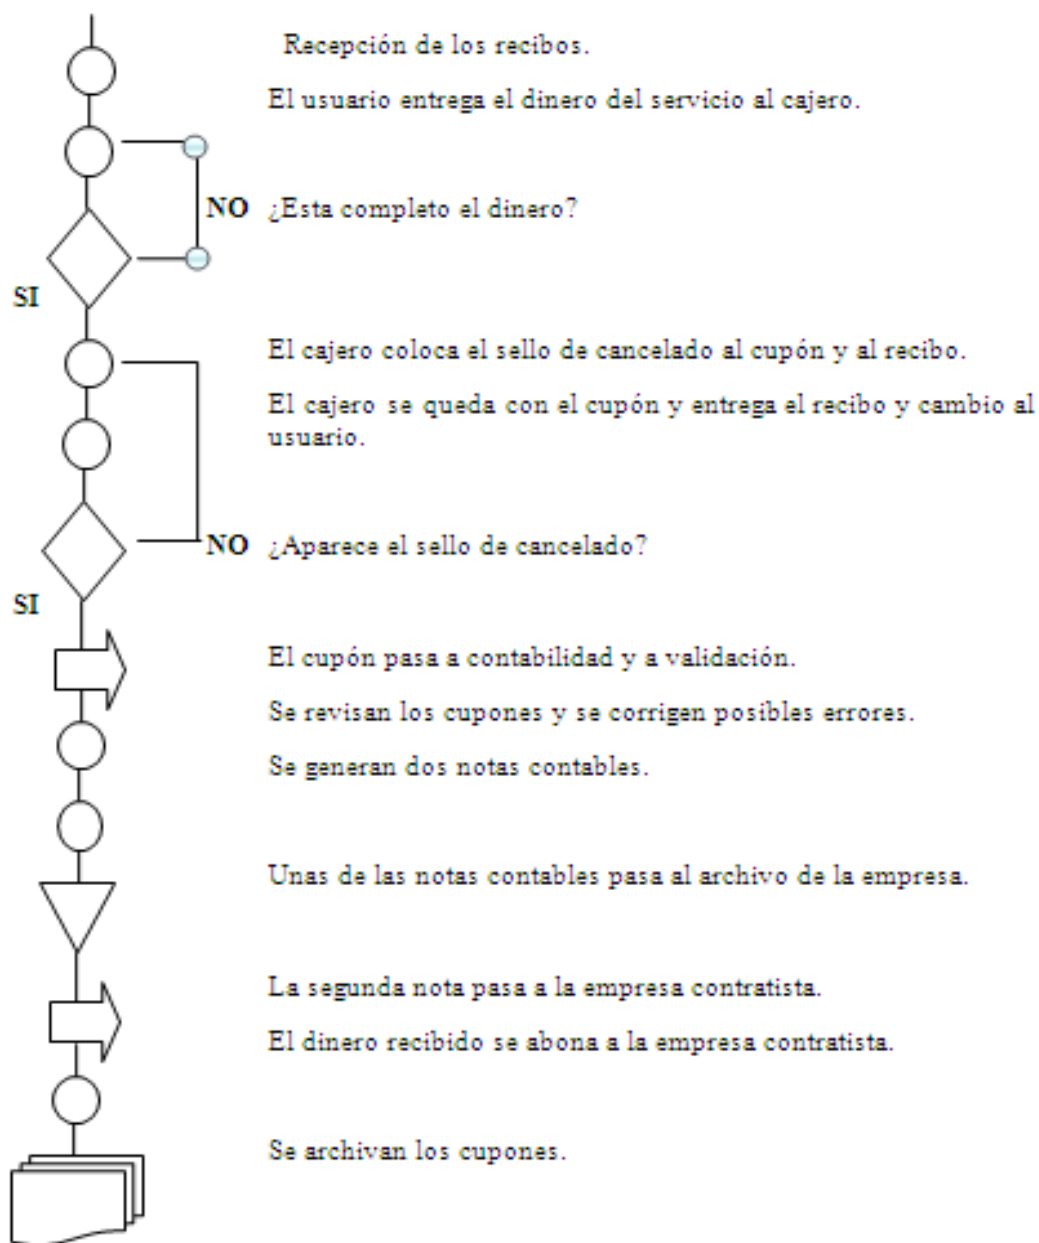 Recepción de los recibos.
El usuario entrega el dinero del servicio al cajero.
NO ¿Esta completo el dinero?
SI
El cajero coloca el sello de cancelado al cupón y al recibo.
El cajero se queda con el cupón y entrega el recibo y cambio al
usuario.
NO ¿Aparece el sello de cancelado?
SI
El cupón pasa a contabilidad y a validación.
Se revisan los cupones y se corrigen posibles errores.
Se generan dos notas contables.
Unas de las notas contables pasa al archivo de la empresa.
La segunda nota pasa a la empresa contratista.
El dinero recibido se abona a la empresa contratista.
Se archivan los cupones.